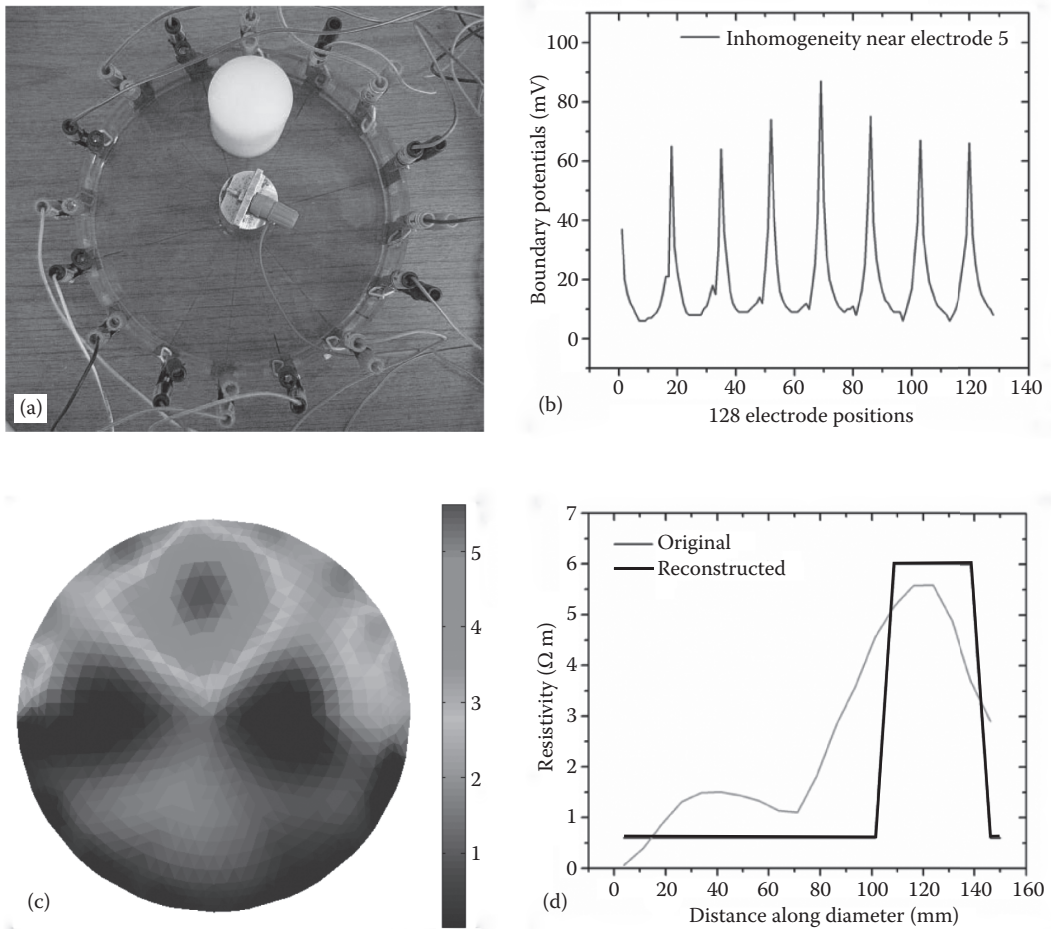 (a)
Boundary potentials (mV)
100
80
60
40
20
0
Inhomogeneity near electrode 5
0 20 40 60 80 100 120 140
128 electrode positions
(b)
5
4
3
2
1
(c)
Resistivity (Ω m)
7
6
5
4
3
2
1
0
Original
Reconstructed
0 20 40 60 80 100 120 140 160
Distance along diameter (mm)
(d)